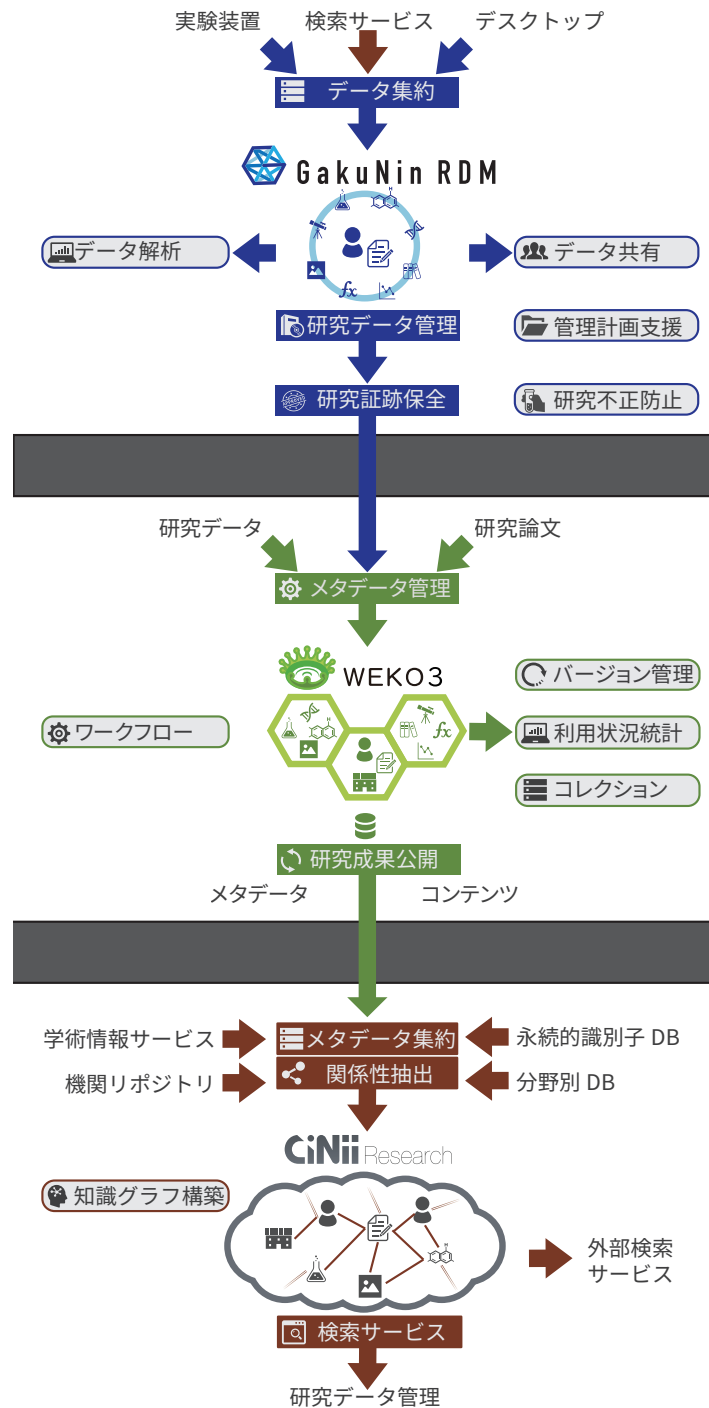 実験装置
検索サービス
デスクトップ
データ集約
GakuNin RDM
データ解析
データ共有
fx
研究データ管理
管理計画支援
研究証跡保全
研究不正防止
研究データ
研究論文
メタデータ管理
WEKO3
バージョン管理
fx
ワークフロー
利用状況統計
コレクション
研究成果公開
メタデータ
コンテンツ
学術情報サービス
メタデータ集約
永続的識別子 DB
機関リポジトリ
関係性抽出
分野別 DB
CiNii Research
知識グラフ構築
外部検索
サービス
検索サービス
研究データ管理